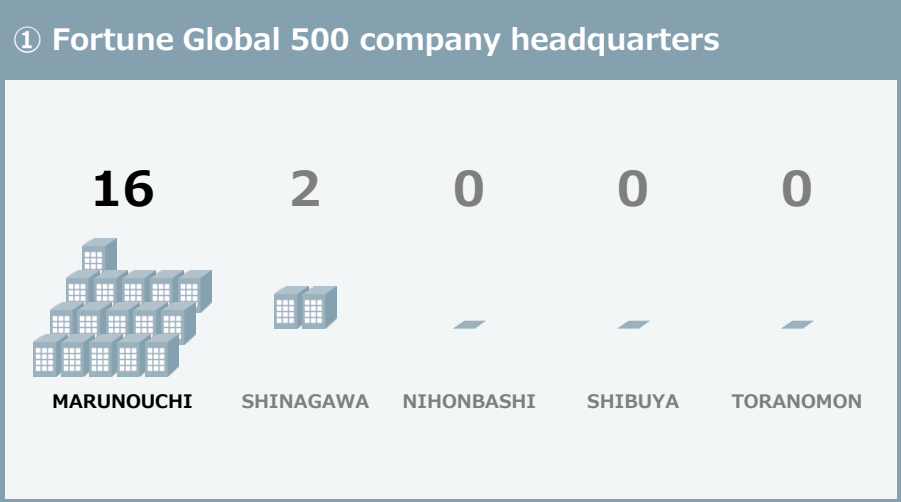 ① Fortune Global 500 company headquarters
16 2 0 0 0
MARUNOUCHI SHINAGAWA NIHONBASHI SHIBUYA TORANOMON